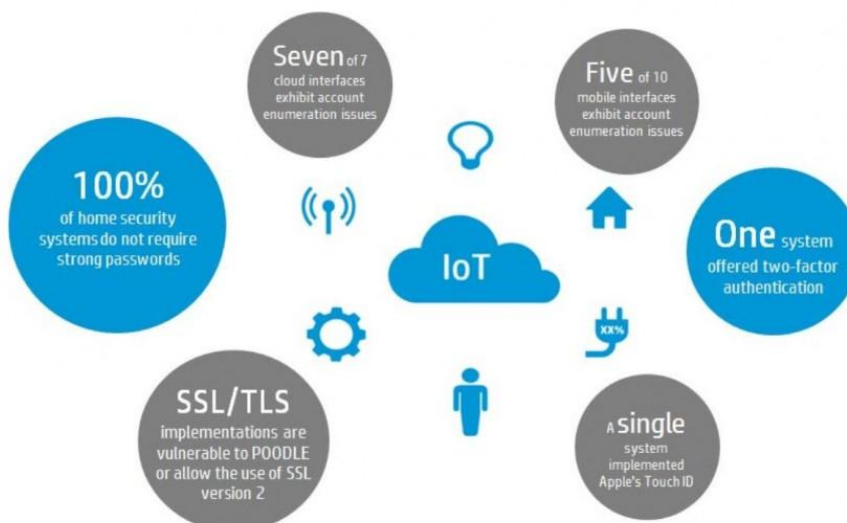 Seven of 7
cloud interfaces
exhibit account
enumeration issues
Five of 10
mobile interfaces
exhibit account
enumeration issues
100%
of home security
systems do not require
strong passwords
IoT
One system
offered two-factor
authentication
XX%
SSL/TLS
implementations are
vulnerable to POODLE
or allow the use of SSL
version 2
A single
system
implemented
Apple's Touch ID